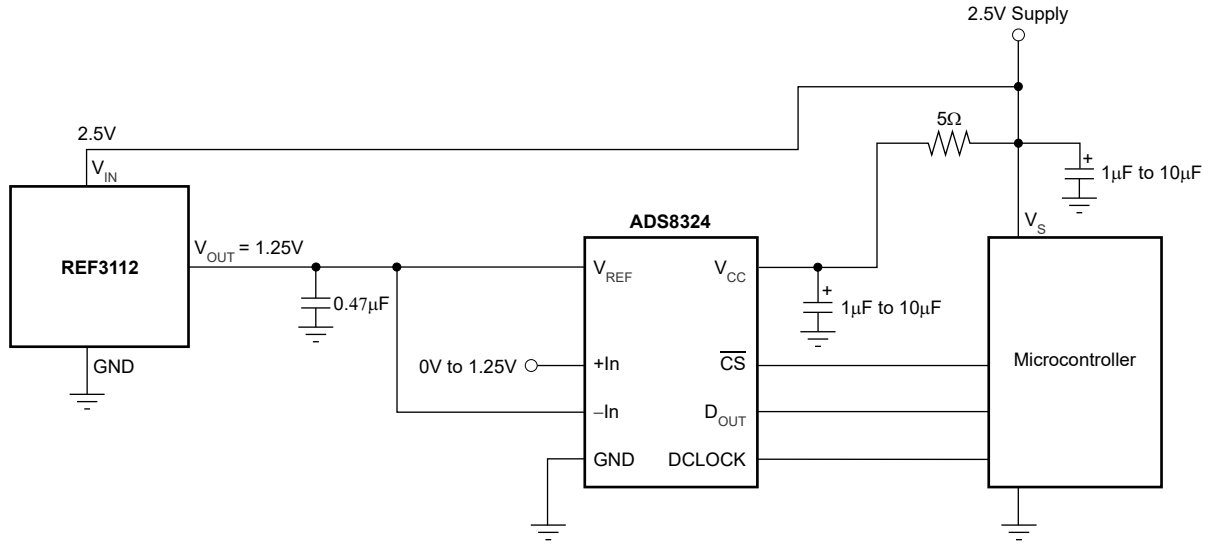 2.5V Supply
2.5V
V_IN
5Ω
+
1μF to 10μF
REF3112
V_OUT = 1.25V
GND
0.47μF
ADS8324
V_REF
V_CC
+In
–In
GND
C̅S̅
D_OUT
DCLOCK
0V to 1.25V
+
1μF to 10μF
V_S
Microcontroller